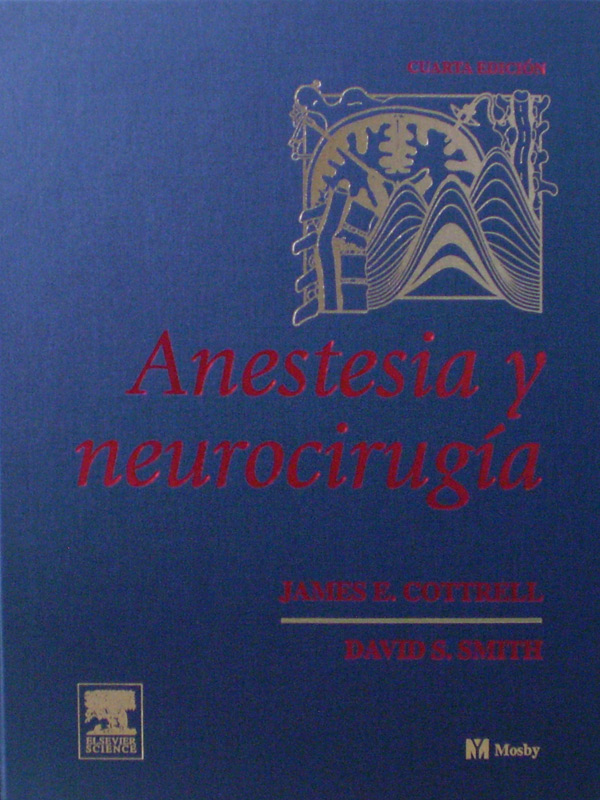 CUARTA EDICIÓN
Anestesia y
neurocirugía
JAMES E. COTTRELL
DAVID S. SMITH
ELSEVIER
SCIENCE
M Mosby